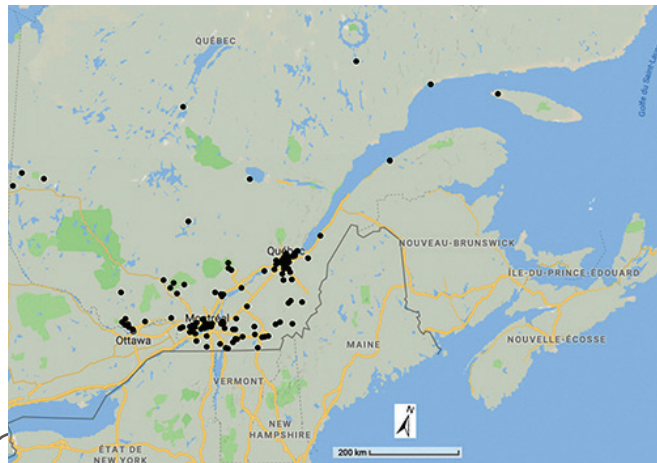 QUÉBEC
Golfe du Saint-Lau
Québec
NOUVEAU-BRUNSWICK
ÎLE-DU-PRINCE-ÉDOUARD
Montréal
Ottawa
MAINE
NOUVELLE-ÉCOSSE
VERMONT
NEW
HAMPSHIRE
N
200 km
ÉTAT DE
NEW YORK